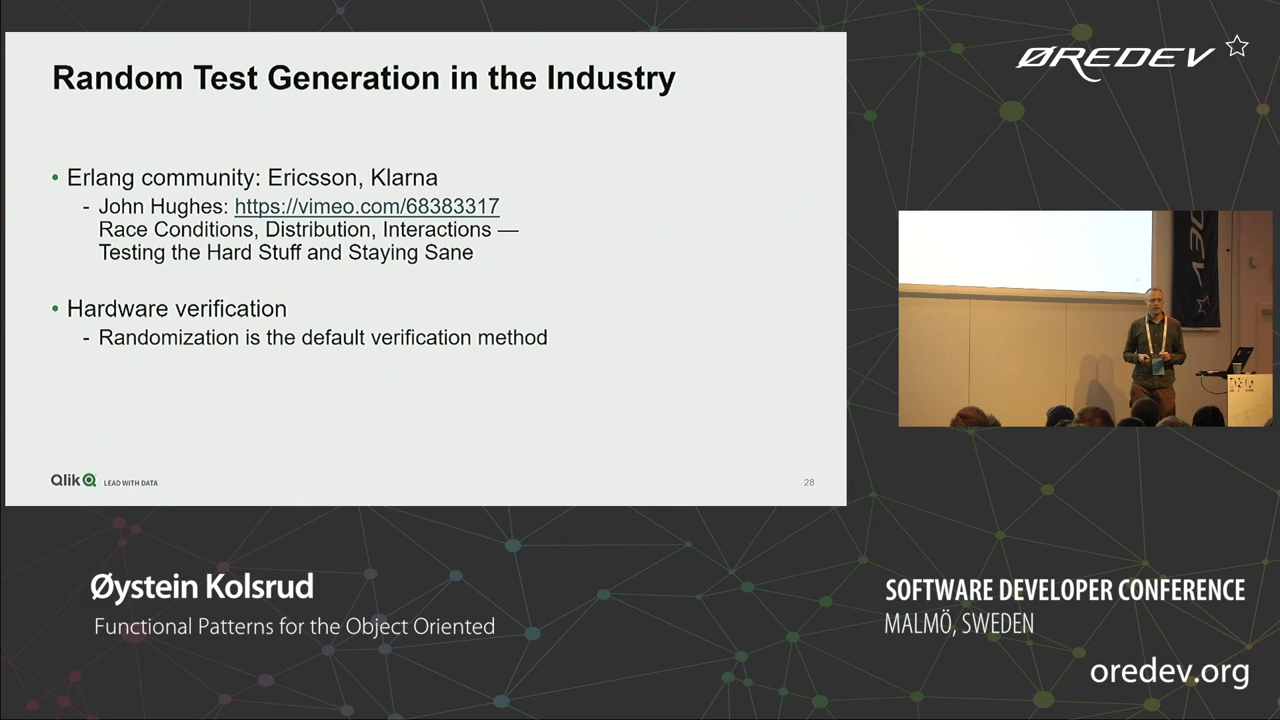 Random Test Generation in the Industry
• Erlang community: Ericsson, Klarna
- John Hughes: https://vimeo.com/68383317
Race Conditions, Distribution, Interactions —
Testing the Hard Stuff and Staying Sane
• Hardware verification
- Randomization is the default verification method
Qlik LEAD WITH DATA
28
ØREDEV
Øystein Kolsrud
Functional Patterns for the Object Oriented
SOFTWARE DEVELOPER CONFERENCE
MALMÖ, SWEDEN
oredev.org